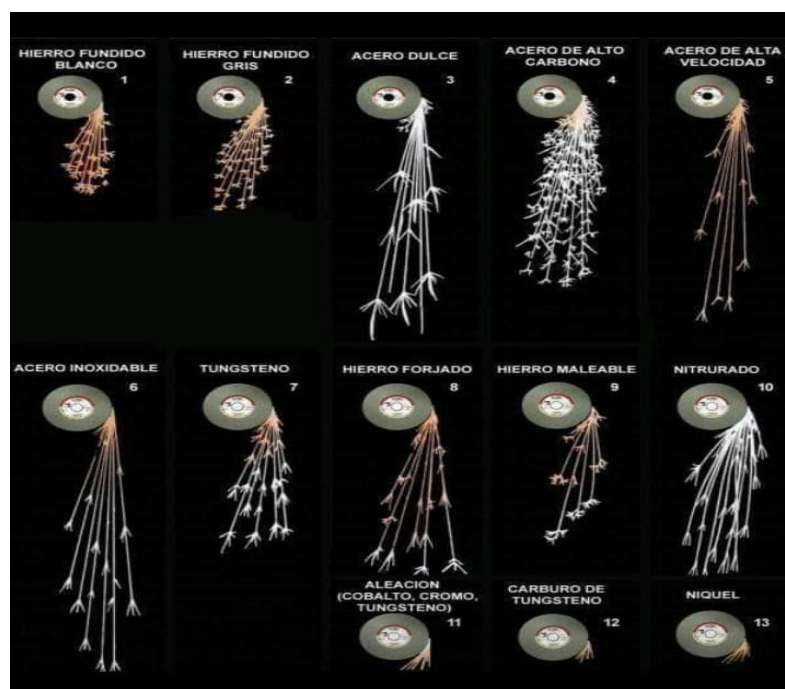 HIERRO FUNDIDO
BLANCO
1
HIERRO FUNDIDO
GRIS
2
ACERO DULCE
3
ACERO DE ALTO
CARBONO
4
ACERO DE ALTA
VELOCIDAD
5
ACERO INOXIDABLE
6
TUNGSTENO
7
HIERRO FORJADO
8
HIERRO MALEABLE
9
NITRURADO
10
ALEACION
(COBALTO, CROMO,
TUNGSTENO)
11
CARBURO DE
TUNGSTENO
12
NIQUEL
13